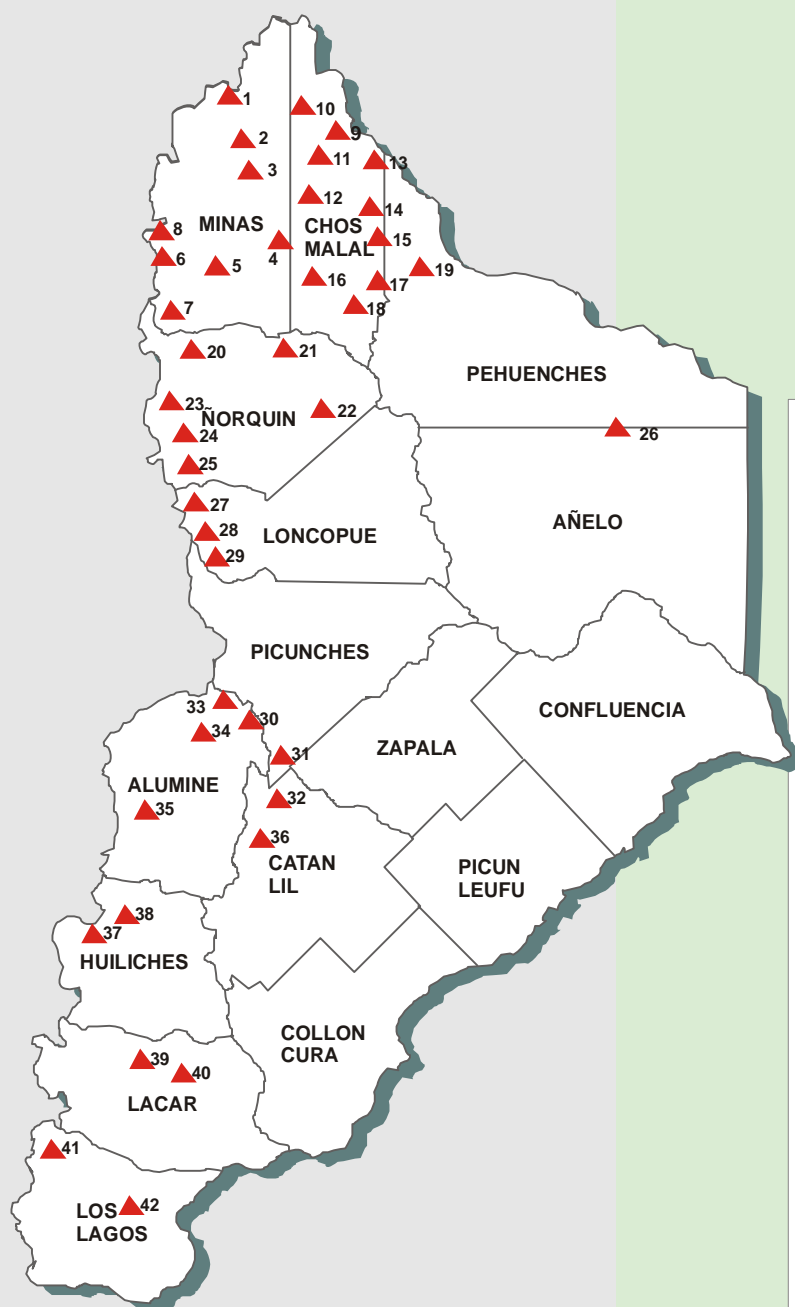 1
10
2
9
11
13
3
12
14
MINAS
CHOS
MALAL
8
15
4
6
5
16
19
17
7
18
20
21
PEHUENCHES
23
22
ÑORQUIN
24
26
25
27
AÑELO
28
LONCOPUE
29
PICUNCHES
33
CONFLUENCIA
30
34
ZAPALA
31
ALUMINE
32
35
36
CATAN
LIL
PICUN
LEUFU
38
37
HUILICHES
COLLON
CURA
39
40
LACAR
41
42
LOS
LAGOS